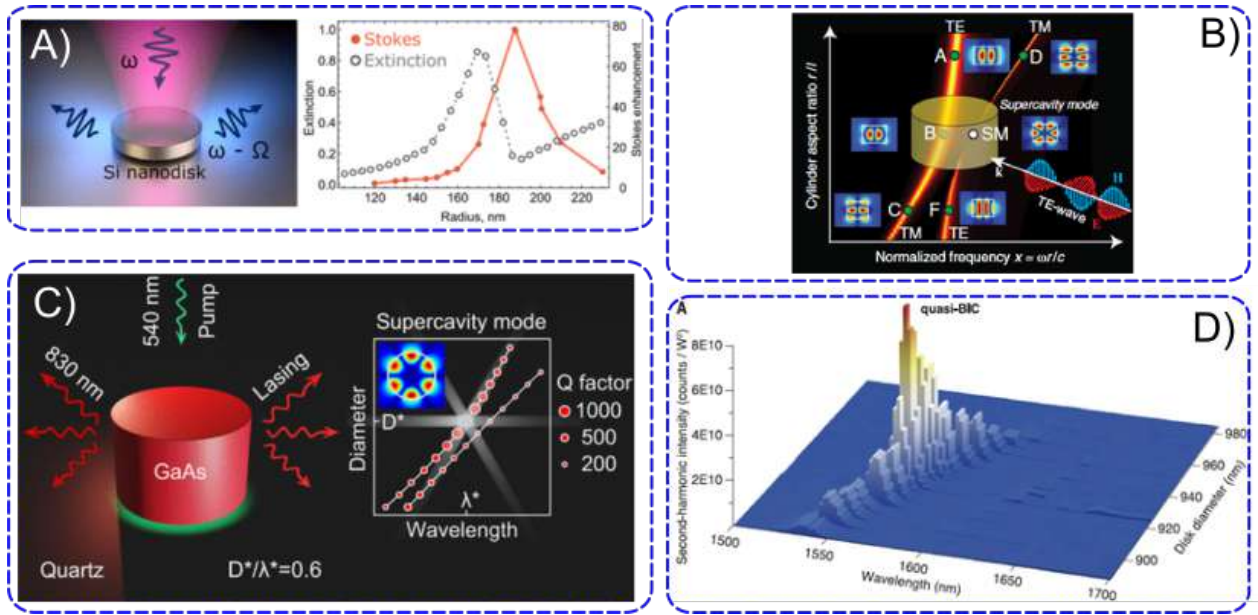 A)
ω
ω - Ω
Si nanodisk
Stokes
Extinction
Extinction
1.0
0.8
0.6
0.4
0.2
0.0
120
140
160
180
200
220
Radius, nm
80
60
40
20
0
Stokes enhancement
B)
TE
TM
A
D
Supercavity mode
B
SM
k
H
E
TE-wave
C
F
TM
TE
Cylinder aspect ratio r/l
Normalized frequency x = ωr/c
C)
540 nm
Pump
830 nm
Lasing
GaAs
Quartz
D*/λ*=0.6
Supercavity mode
Diameter
D*
λ*
Wavelength
Q factor
1000
500
200
D)
A
quasi-BIC
Second-harmonic intensity (counts / W²)
8E10
6E10
4E10
2E10
1500
1550
1600
1650
1700
Wavelength (nm)
980
960
940
920
900
Disk diameter (nm)